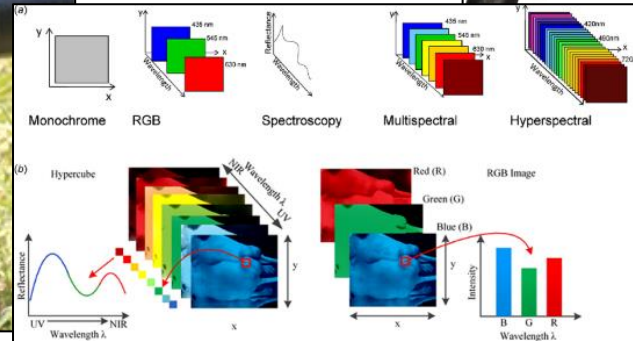 (a)
y
x
Monochrome
435 nm
545 nm
x
630 nm
Wavelength
RGB
Reflectance
Wavelength
Spectroscopy
y
435 nm
545 nm
x
630 nm
Wavelength
Multispectral
y
420nm
490nm
x
Wavelength
720
Hyperspectral
(b)
Hypercube
Reflectance
UV
NIR
Wavelength λ
NIR
Wavelength λ
UV
y
x
Red (R)
Green (G)
Blue (B)
y
x
RGB Image
Intensity
B
G
R
Wavelength λ